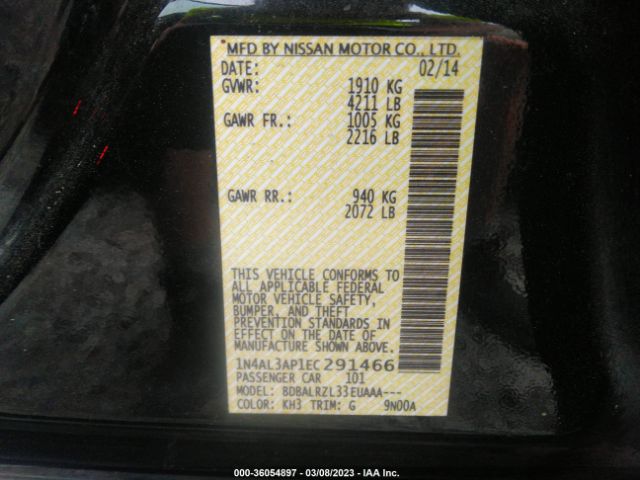 MFD BY NISSAN MOTOR CO., LTD.
DATE: 02/14
GVWR: 1910 KG
4211 LB
GAWR FR.: 1005 KG
2216 LB
GAWR RR.: 940 KG
2072 LB
THIS VEHICLE CONFORMS TO
ALL APPLICABLE FEDERAL
MOTOR VEHICLE SAFETY,
BUMPER, AND THEFT
PREVENTION STANDARDS IN
EFFECT ON THE DATE OF
MANUFACTURE SHOWN ABOVE.
1N4AL3AP1EC291466
PASSENGER CAR 101
MODEL: BDBALRZL33EUAAA---
COLOR: KH3 TRIM: G 9N00A
000-36054897 - 03/08/2023 - IAA Inc.